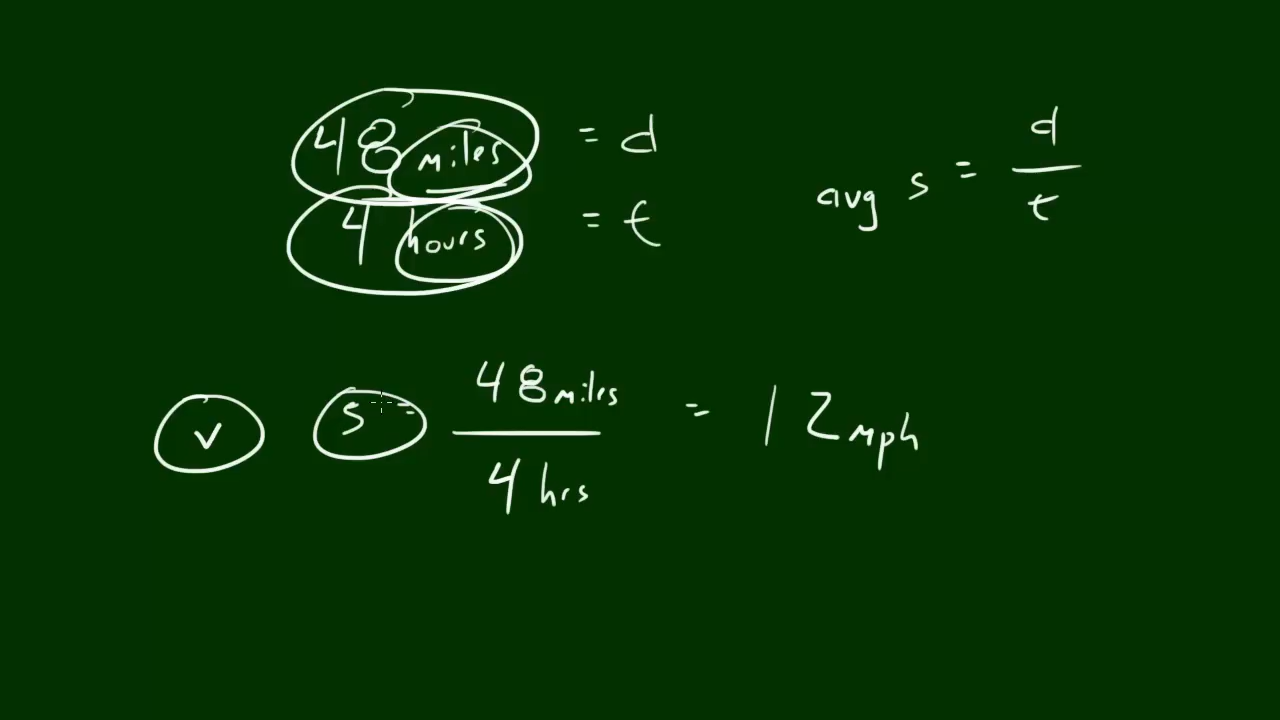 48 miles = d
4 hours = t
avg s = d/t
v s = 48 miles / 4 hrs = 12 mph